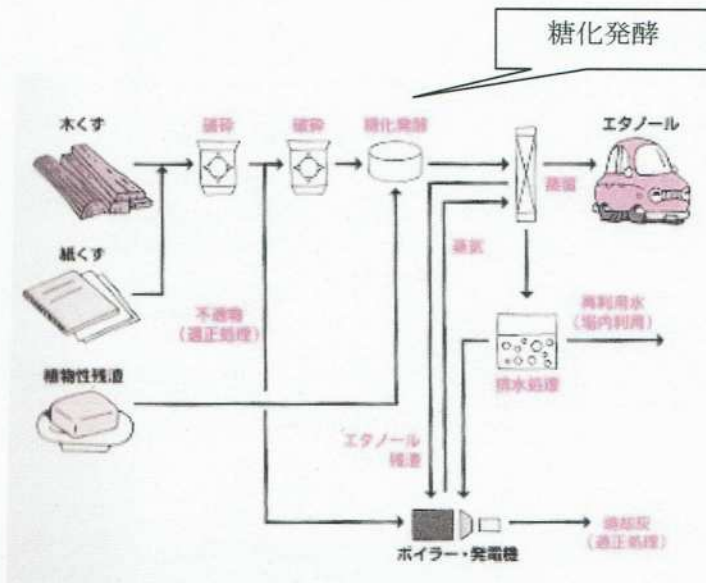 糖化発酵
木くず
破砕
破砕
糖化発酵
エタノール
蒸留
紙くず
蒸気
不適物
(適正処理)
再利用水
(場内利用)
植物性残渣
排水処理
エタノール
残渣
ボイラー・発電機
焼却灰
(適正処理)